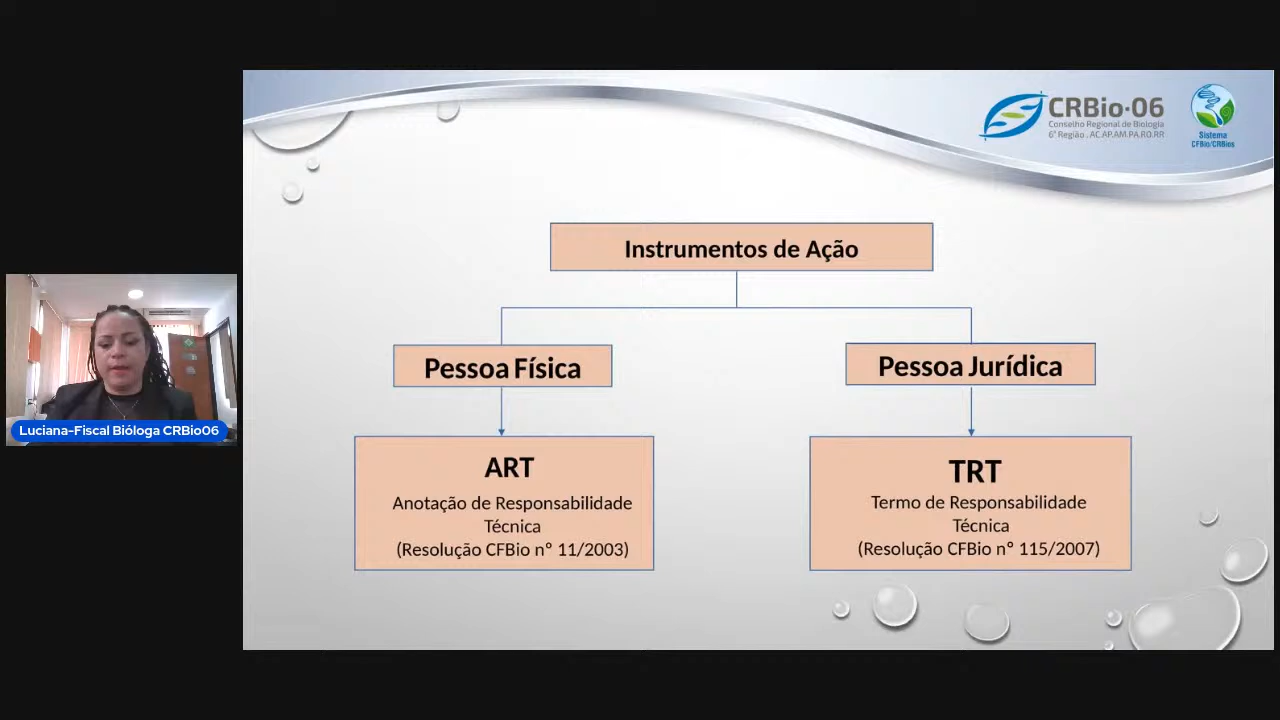 CRBio·06
Conselho Regional de Biologia
6ª Região . AC.AP.AM.PA.RO.RR
Sistema
CFBio/CRBios
Instrumentos de Ação
Pessoa Física
Pessoa Jurídica
ART
Anotação de Responsabilidade
Técnica
(Resolução CFBio nº 11/2003)
TRT
Termo de Responsabilidade
Técnica
(Resolução CFBio nº 115/2007)
Luciana-Fiscal Bióloga CRBio06